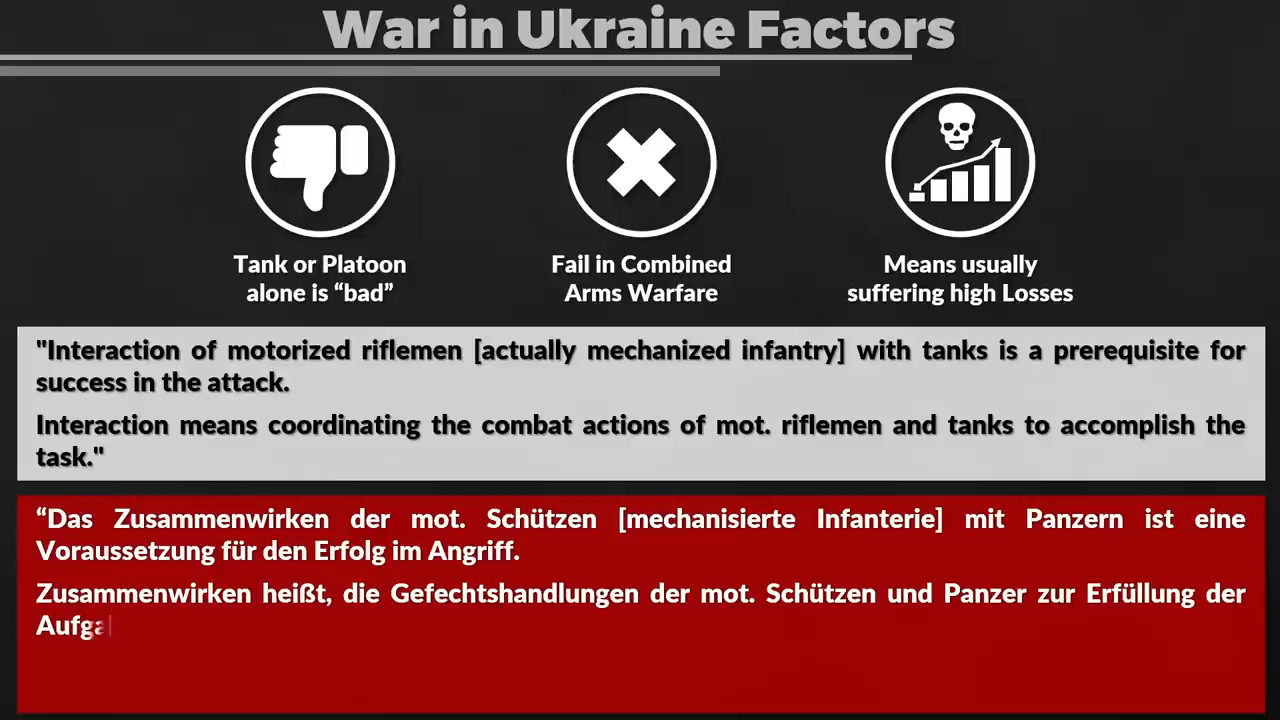 War in Ukraine Factors
Tank or Platoon
alone is “bad”
Fail in Combined
Arms Warfare
Means usually
suffering high Losses
"Interaction of motorized riflemen [actually mechanized infantry] with tanks is a prerequisite for
success in the attack.
Interaction means coordinating the combat actions of mot. riflemen and tanks to accomplish the
task."
“Das Zusammenwirken der mot. Schützen [mechanisierte Infanterie] mit Panzern ist eine
Voraussetzung für den Erfolg im Angriff.
Zusammenwirken heißt, die Gefechtshandlungen der mot. Schützen und Panzer zur Erfüllung der